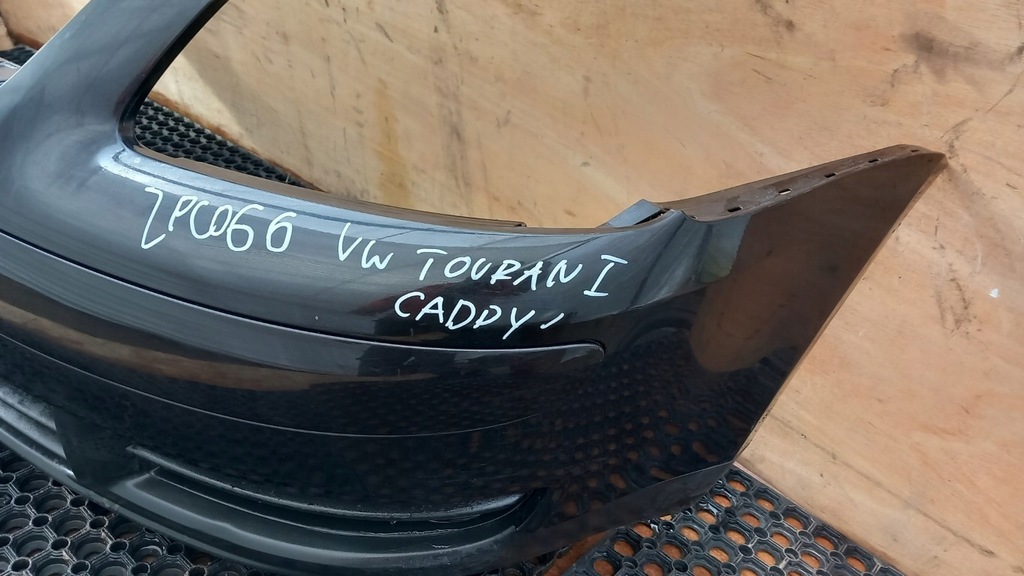 ZPC066 VW TOURAN I
CADDY